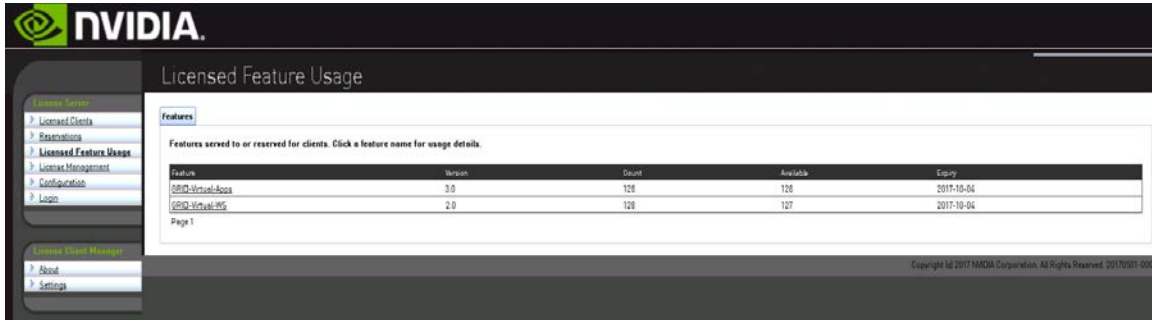 NVIDIA.
Licensed Feature Usage
License Server
Licensed Clients
Reservations
Licensed Feature Usage
License Management
Configuration
Login
License Client Manager
About
Settings
Features
Features served to or reserved for clients. Click a feature name for usage details.
Feature Version Count Available Expiry
GRID-Virtual-Apps 3.0 128 128 2017-10-04
GRID-Virtual-WS 2.0 128 127 2017-10-04
Page 1
Copyright (c) 2017 NVIDIA Corporation. All Rights Reserved.